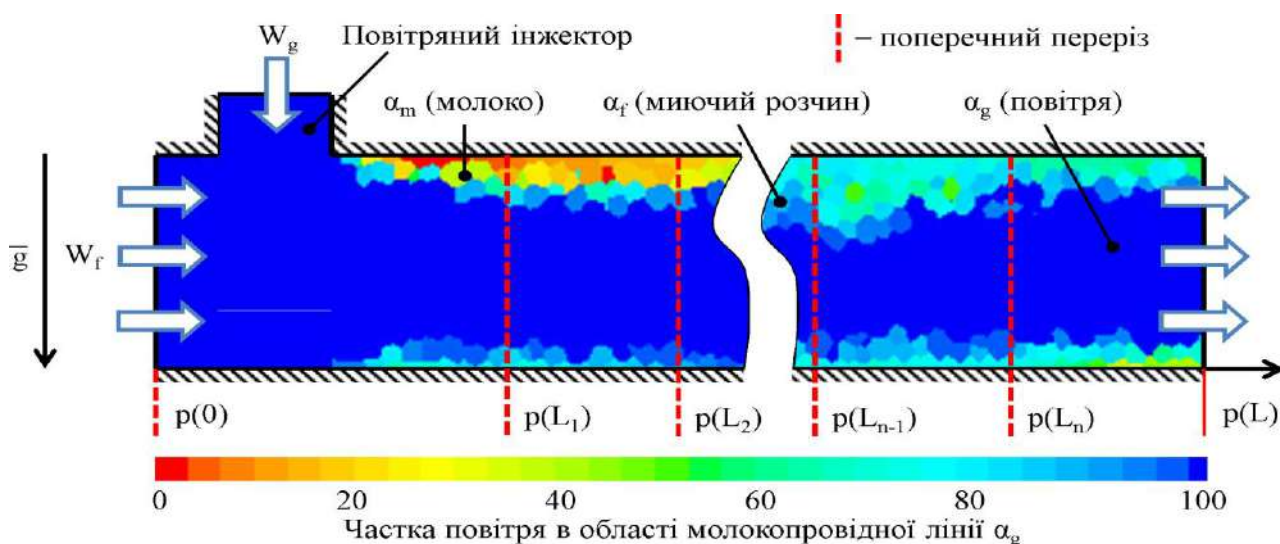 W_g
Повітряний інжектор
– поперечний переріз
α_m (молоко)
α_f (миючий розчин)
α_g (повітря)
|g|
W_f
p(0)
p(L_1)
p(L_2)
p(L_{n-1})
p(L_n)
p(L)
0 20 40 60 80 100
Частка повітря в області молокопровідної лінії α_g